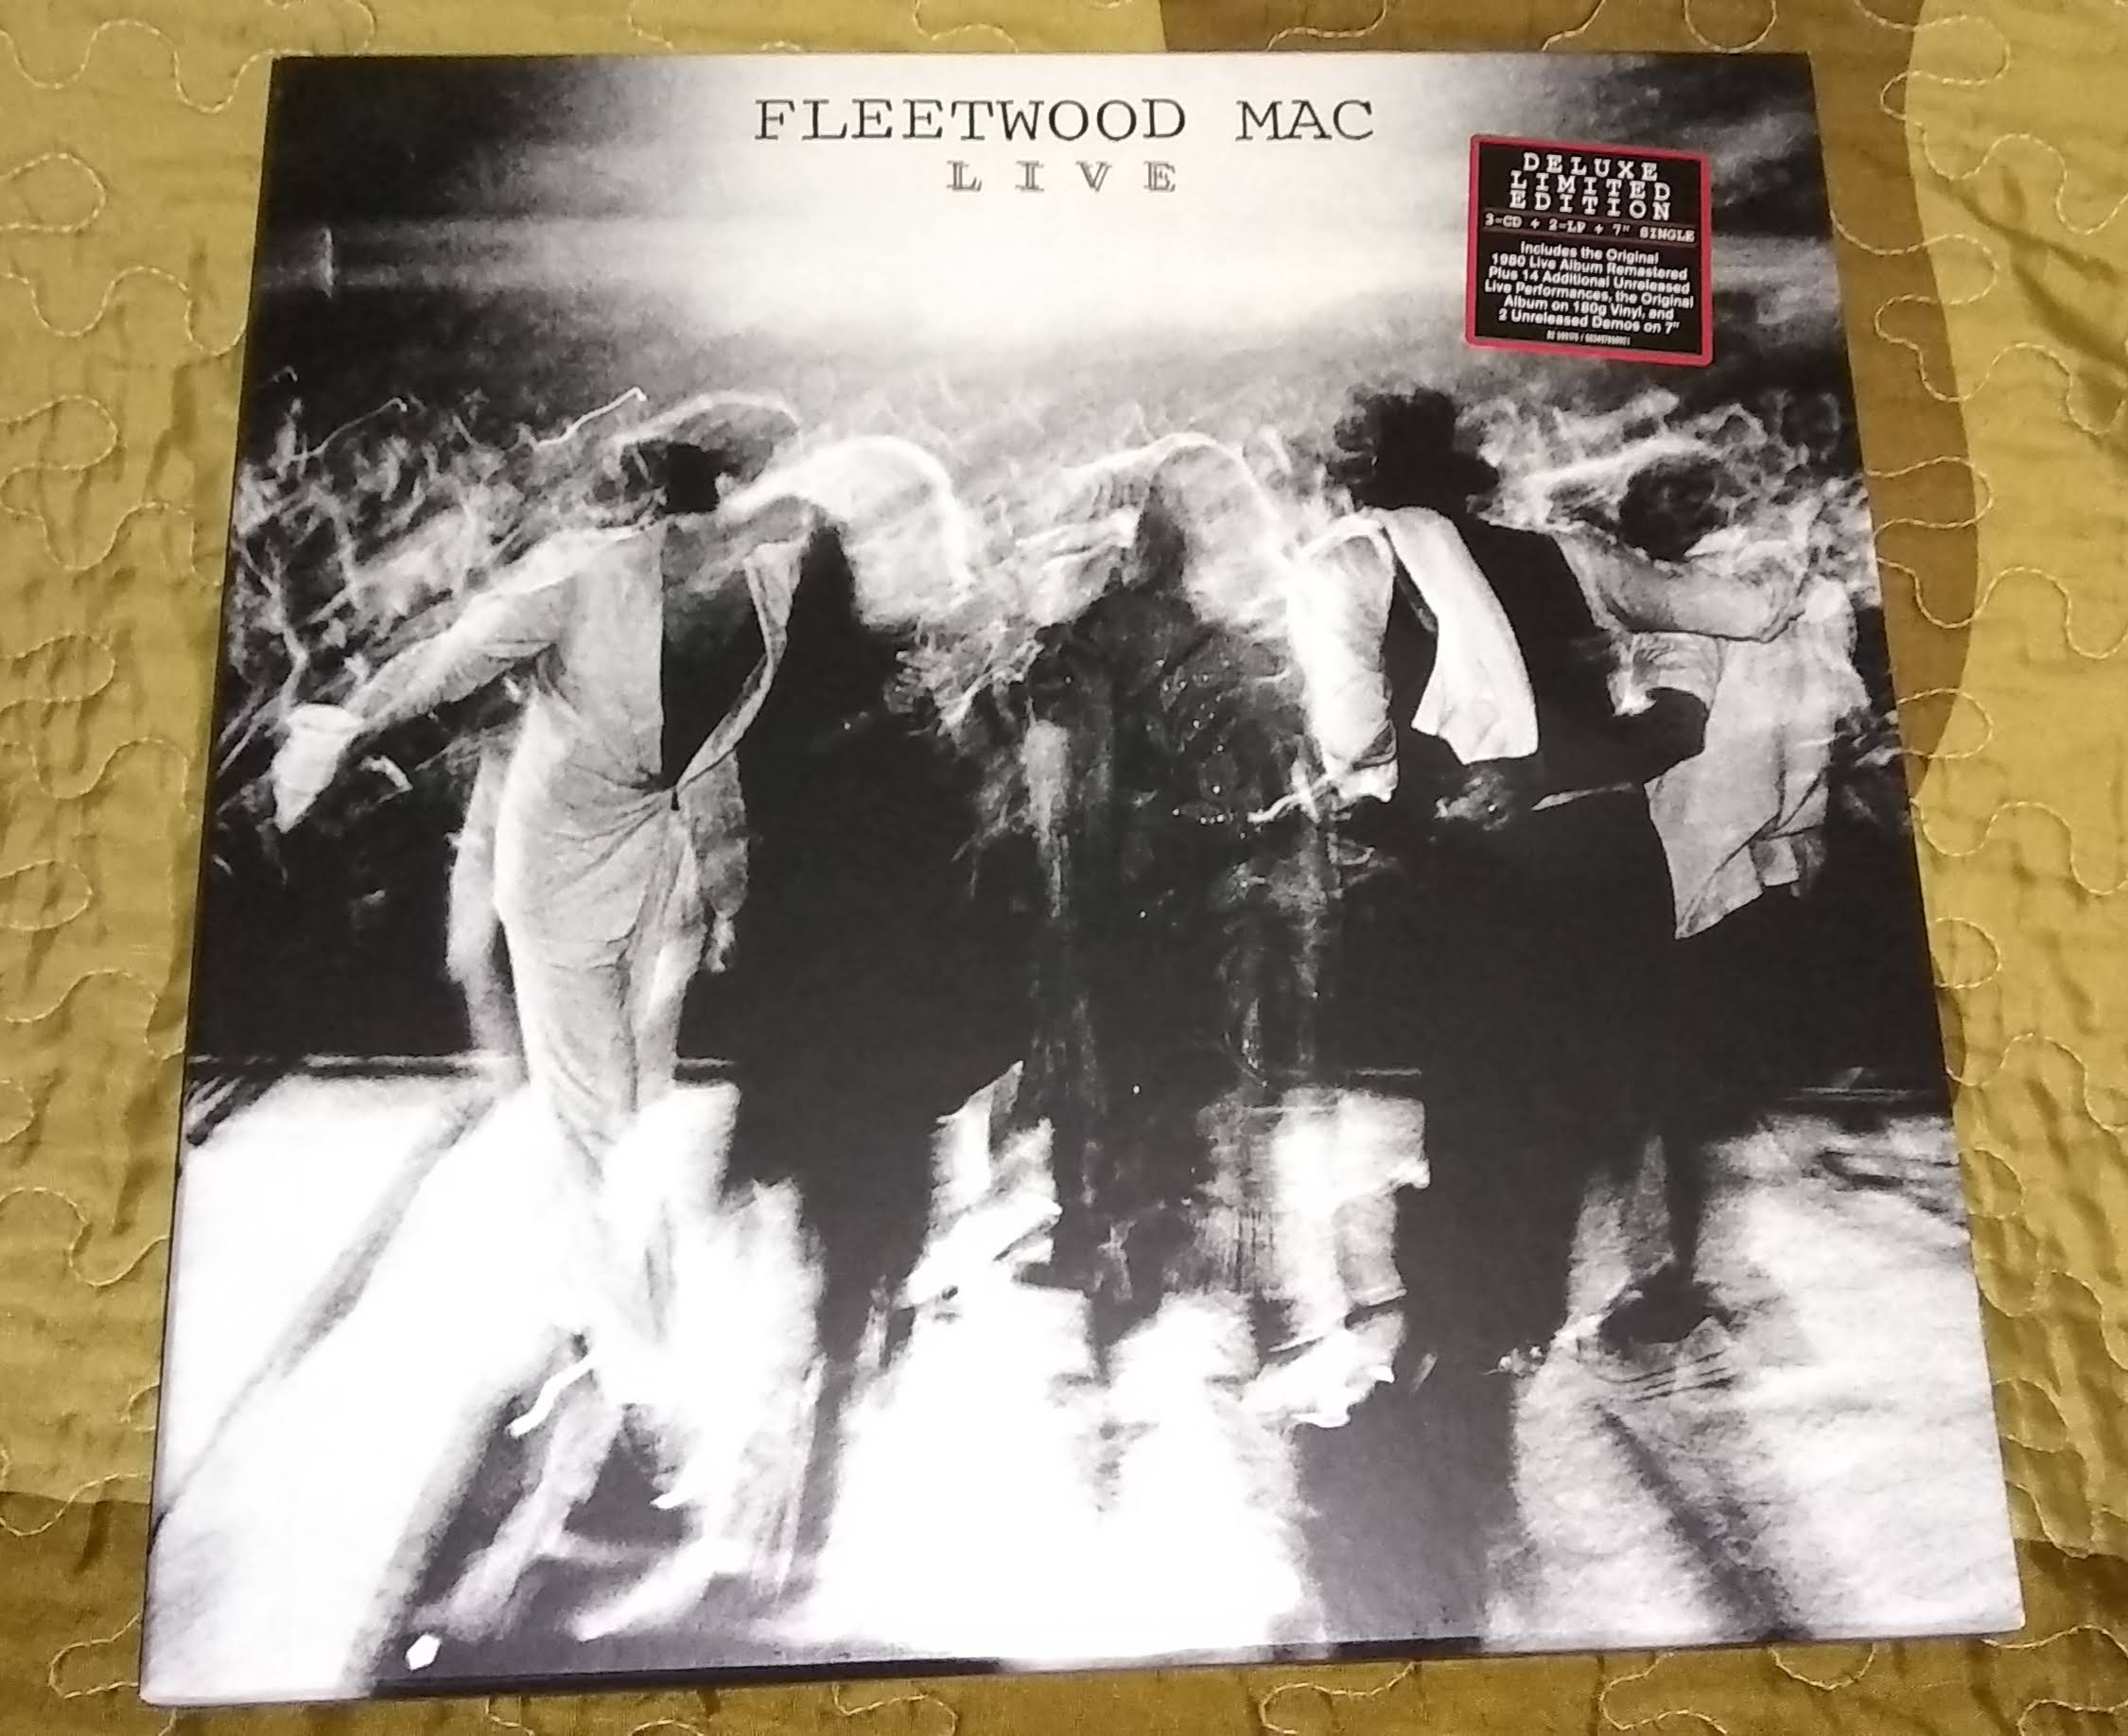 FLEETWOOD MAC
LIVE
DELUXE
LIMITED
EDITION
3-CD + 2-LP + 7" SINGLE
Includes the Original
1980 Live Album Remastered
Plus 14 Additional Unreleased
Live Performances, the Original
Album on 180g Vinyl, and
2 Unreleased Demos on 7"